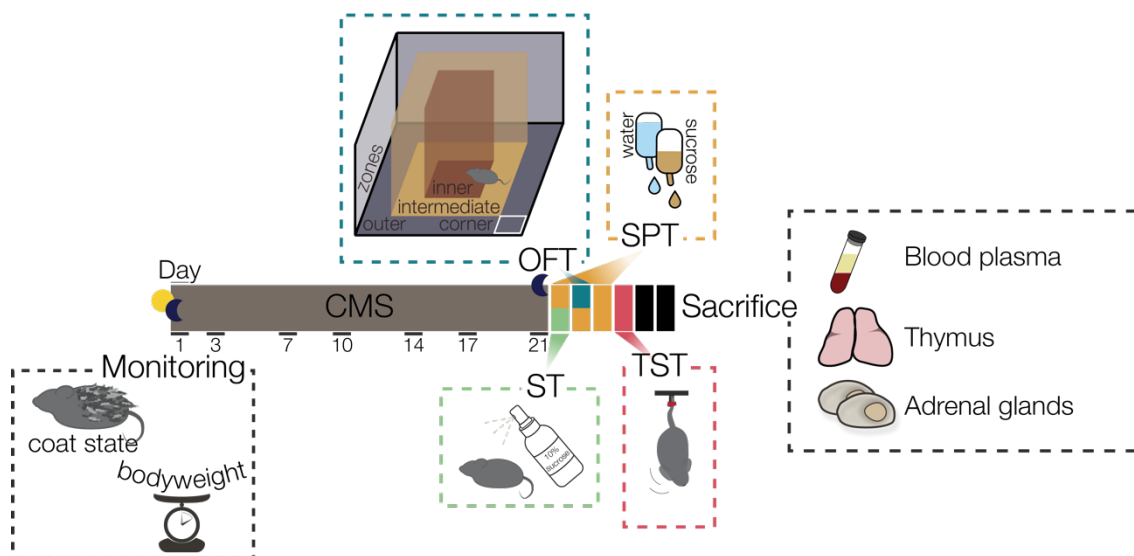 zones
inner
intermediate
outer
corner
water
sucrose
OFT
SPT
Day
CMS
Sacrifice
1 3 7 10 14 17 21
Monitoring
coat state
bodyweight
ST
10%
sucrose
TST
Blood plasma
Thymus
Adrenal glands